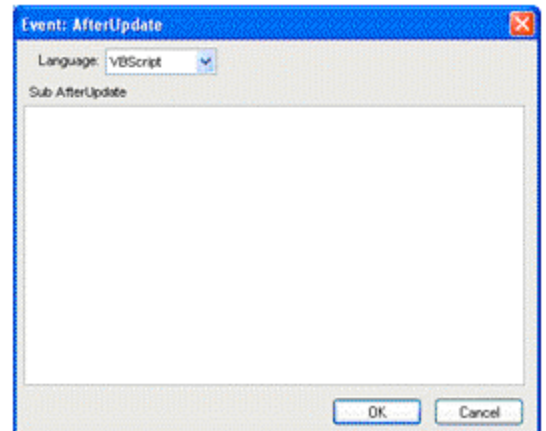 Event: AfterUpdate
Language: VBScript
Sub AfterUpdate
OK Cancel